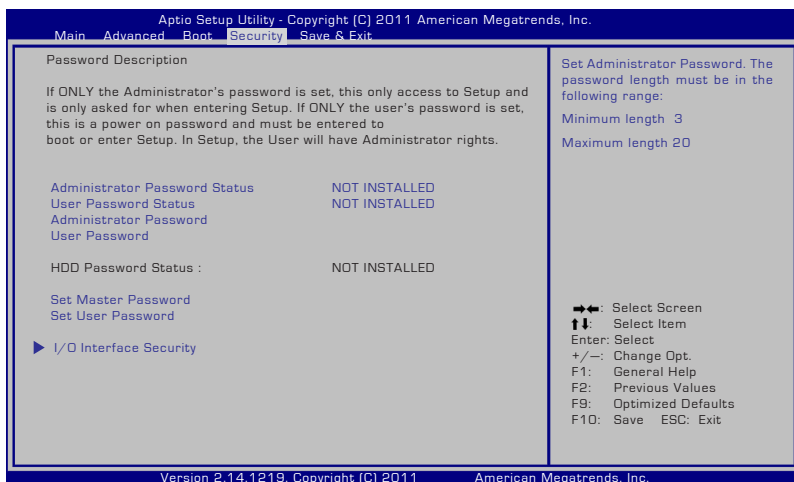 Aptio Setup Utility - Copyright (C) 2011 American Megatrends, Inc.
Main Advanced Boot Security Save & Exit
Password Description
If ONLY the Administrator's password is set, this only access to Setup and
is only asked for when entering Setup. If ONLY the user's password is set,
this is a power on password and must be entered to
boot or enter Setup. In Setup, the User will have Administrator rights.
Administrator Password Status NOT INSTALLED
User Password Status NOT INSTALLED
Administrator Password
User Password
HDD Password Status : NOT INSTALLED
Set Master Password
Set User Password
I/O Interface Security
Set Administrator Password. The
password length must be in the
following range:
Minimum length 3
Maximum length 20
→←: Select Screen
↑↓: Select Item
Enter: Select
+/—: Change Opt.
F1: General Help
F2: Previous Values
F9: Optimized Defaults
F10: Save ESC: Exit
Version 2.14.1219. Copyright (C) 2011 American Megatrends, Inc.